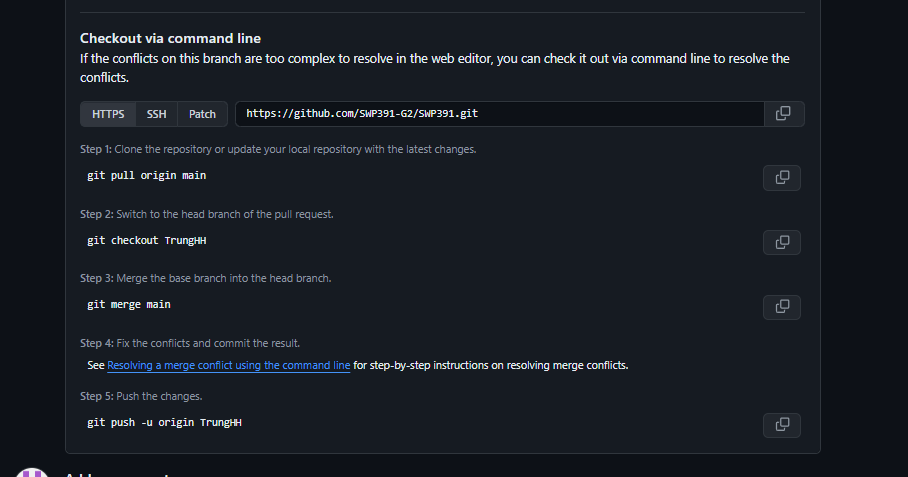 Checkout via command line
If the conflicts on this branch are too complex to resolve in the web editor, you can check it out via command line to resolve the
conflicts.
HTTPS SSH Patch https://github.com/SWP391-G2/SWP391.git
Step 1: Clone the repository or update your local repository with the latest changes.
git pull origin main
Step 2: Switch to the head branch of the pull request.
git checkout TrungHH
Step 3: Merge the base branch into the head branch.
git merge main
Step 4: Fix the conflicts and commit the result.
See Resolving a merge conflict using the command line for step-by-step instructions on resolving merge conflicts.
Step 5: Push the changes.
git push -u origin TrungHH